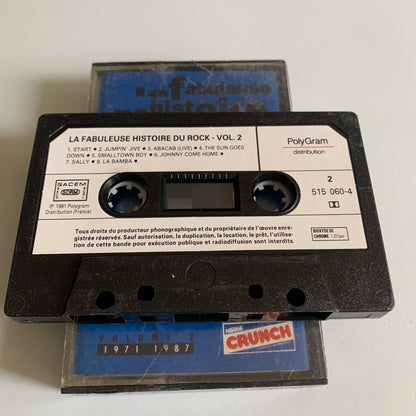 la Fabuleuse
histoire
LA FABULEUSE HISTOIRE DU ROCK - VOL. 2
1. START ● 2. JUMPIN' JIVE ● 3. ABACAB (LIVE) ● 4. THE SUN GOES
DOWN ● 5. SMALLTOWN BOY ● 6. JOHNNY COME HOME ●
7. SALLY ● 8. LA BAMBA ●
PolyGram
distribution
SACEM
SDRM
℗ 1991 Polygram
Distribution (France)
2
515 060-4
Tous droits du producteur phonographique et du propriétaire de l'œuvre enre-
gistrée réservés. Sauf autorisation, la duplication, la location, le prêt, l'utilisa-
tion de cette bande pour exécution publique et radiodiffusion sont interdits.
BIOXYDE DE
CHROME 120µs
VOLUME 2
1971 1987
Nestlé
CRUNCH